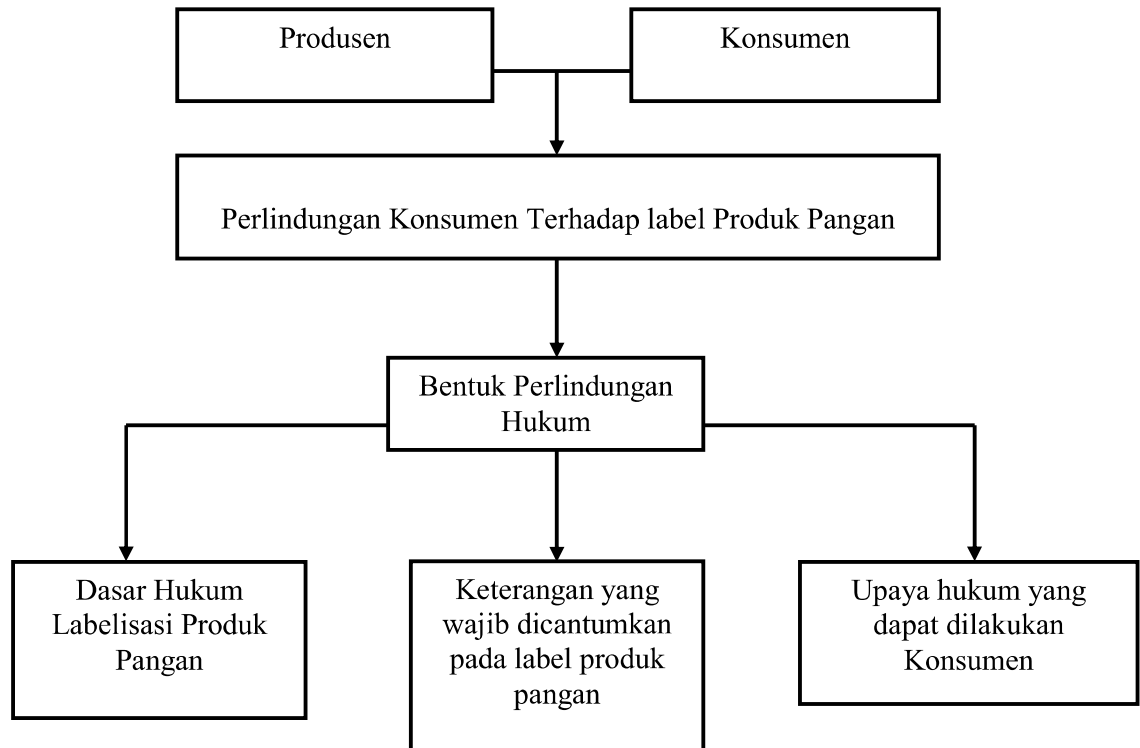 Produsen
Konsumen
Perlindungan Konsumen Terhadap label Produk Pangan
Bentuk Perlindungan
Hukum
Dasar Hukum
Labelisasi Produk
Pangan
Keterangan yang
wajib dicantumkan
pada label produk
pangan
Upaya hukum yang
dapat dilakukan
Konsumen